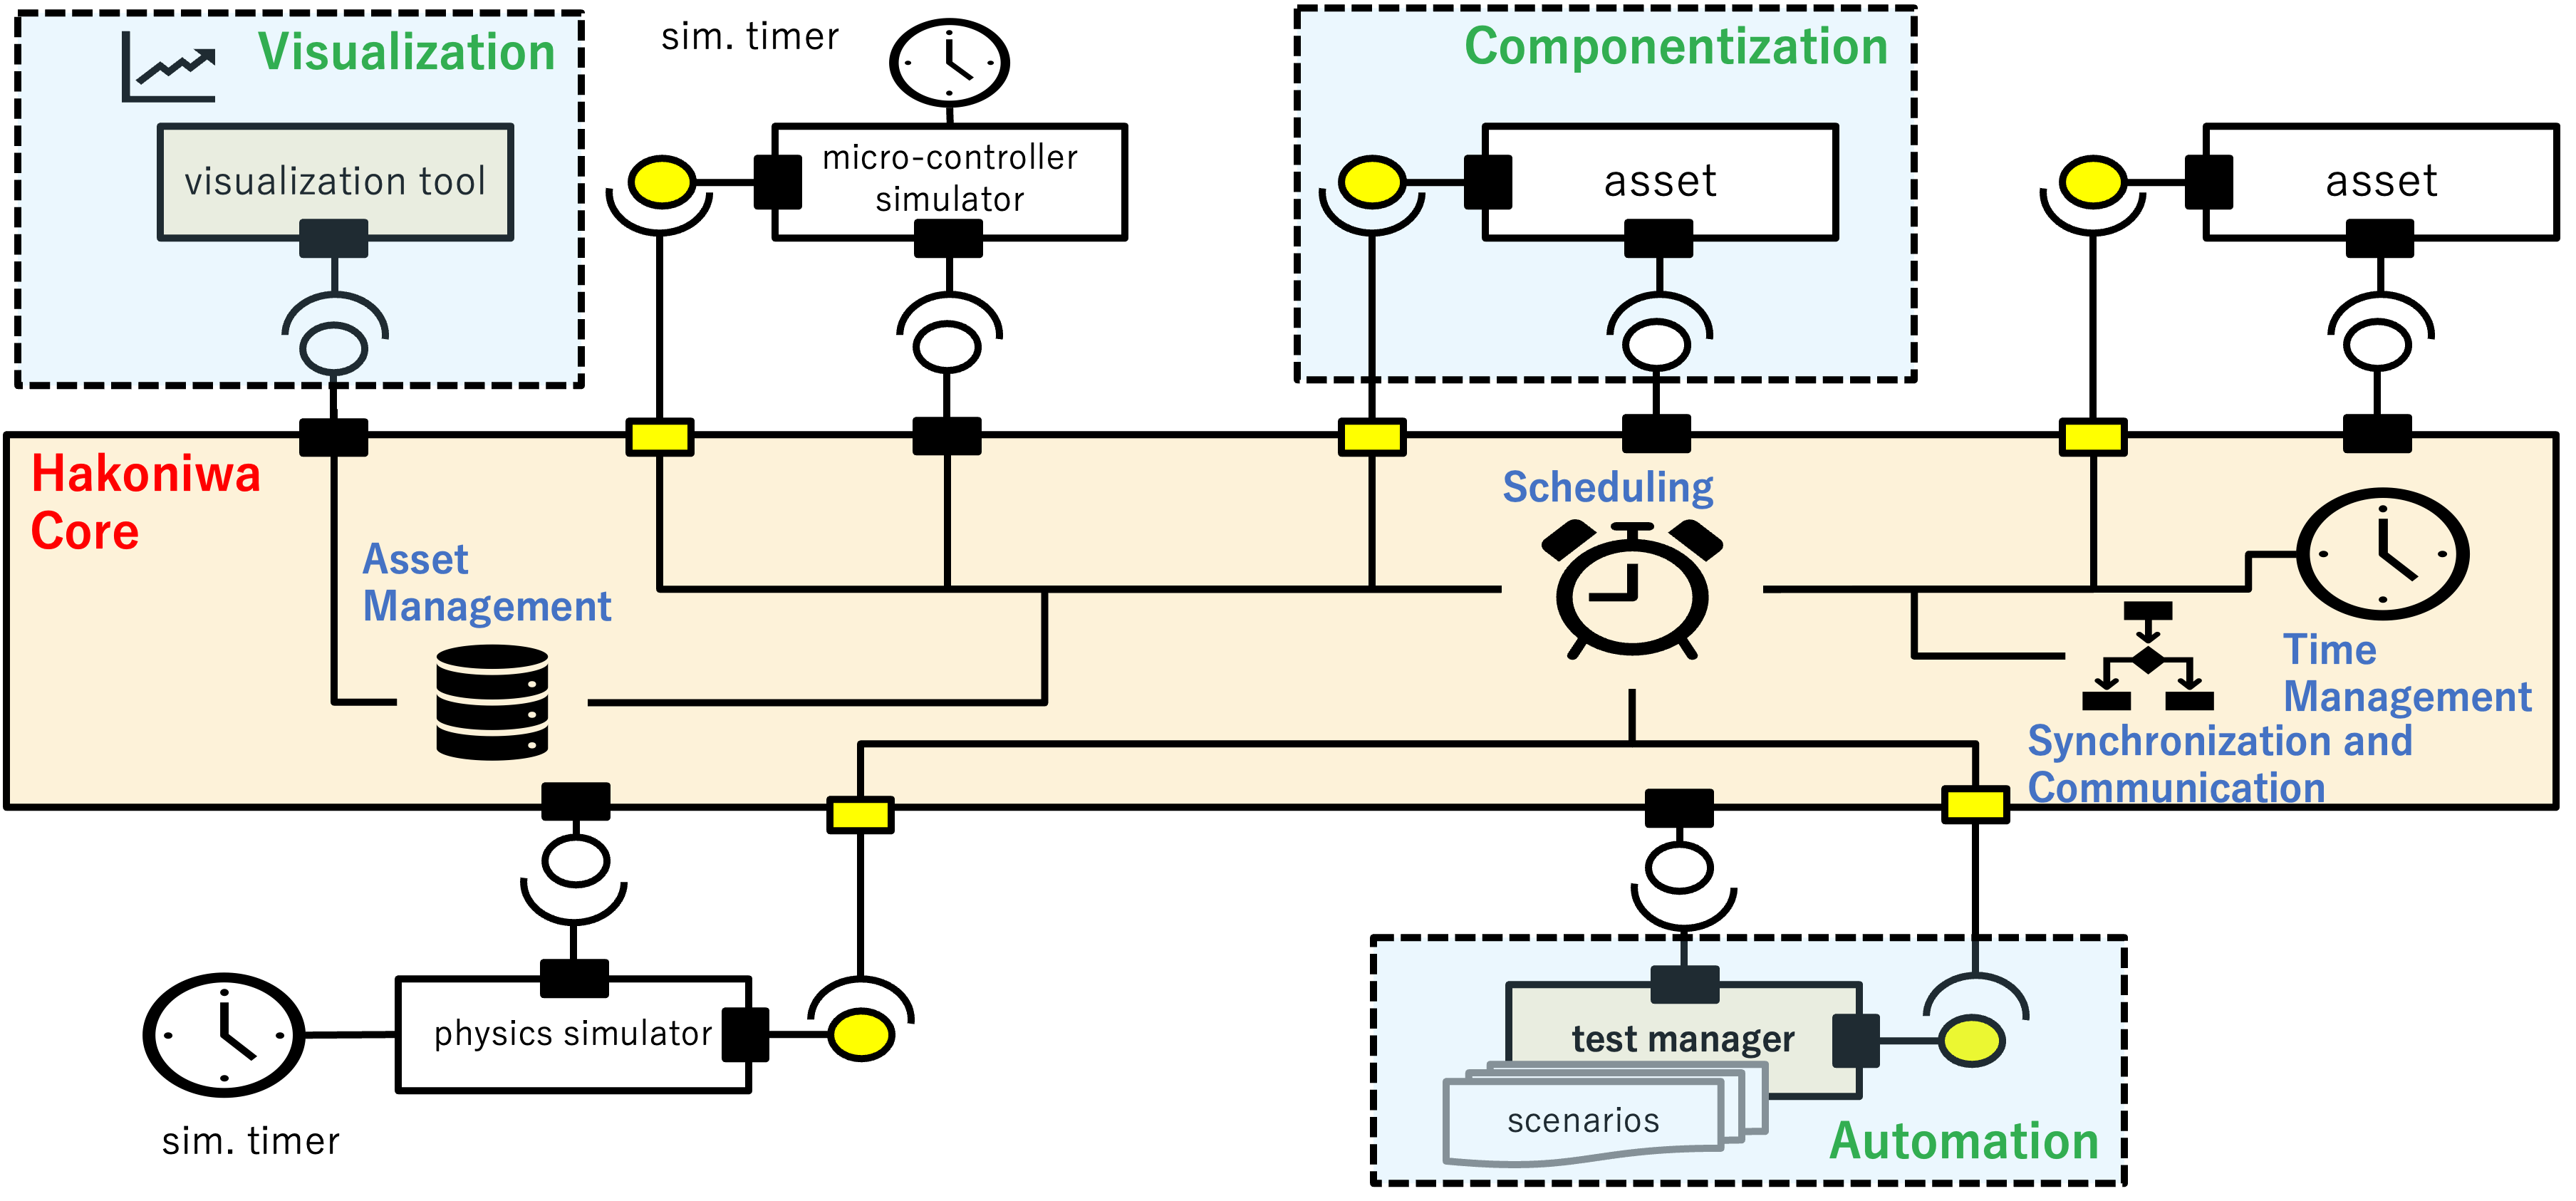 Visualization
visualization tool
sim. timer
micro-controller
simulator
Componentization
asset
asset
Hakoniwa
Core
Asset
Management
Scheduling
Time
Management
Synchronization and
Communication
physics simulator
sim. timer
test manager
scenarios
Automation